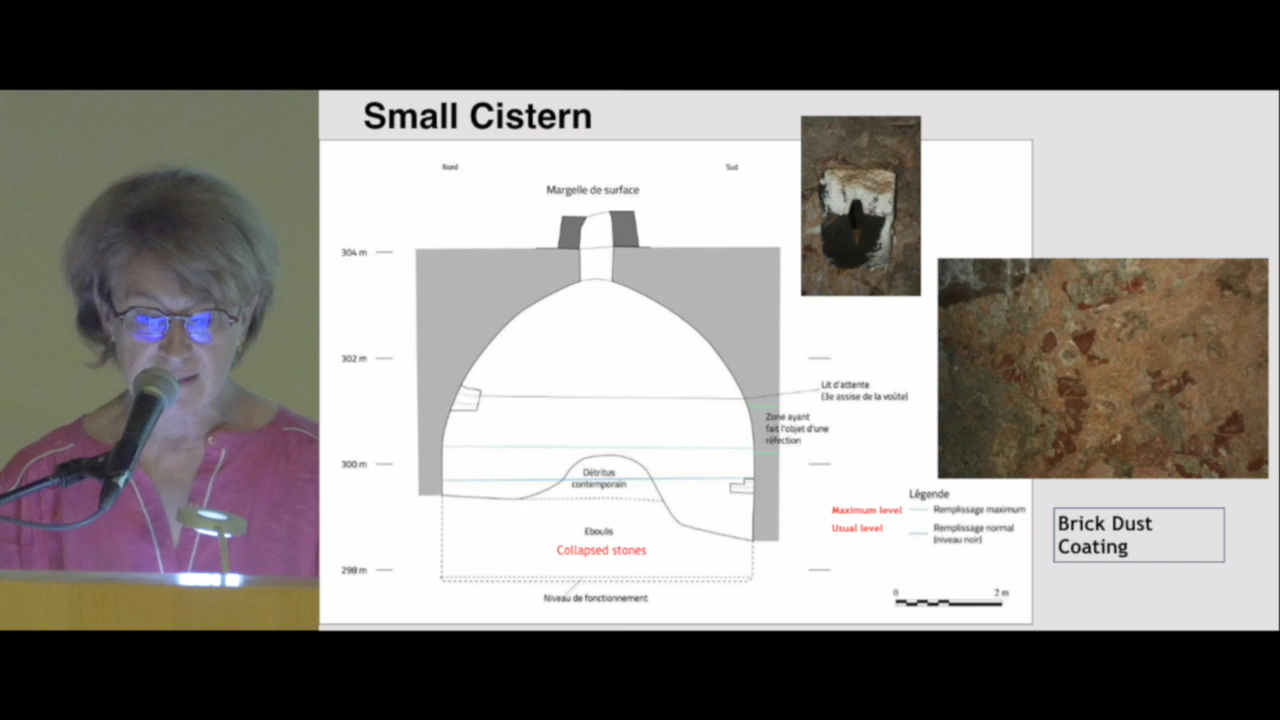 Small Cistern
Nord
Sud
Margelle de surface
304 m
302 m
Lit d'attente
(3e assise de la voûte)
Zone ayant
fait l'objet d'une
réfection
300 m
Détritus
contemporain
Légende
Maximum level
Remplissage maximum
Usual level
Remplissage normal
(niveau noir)
Eboulis
Collapsed stones
Brick Dust
Coating
298 m
Niveau de fonctionnement
0
2 m